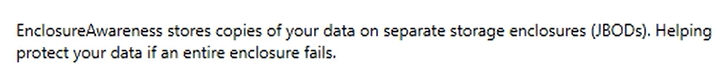 EnclosureAwareness stores copies of your data on separate storage enclosures (JBODs). Helping
protect your data if an entire enclosure fails.